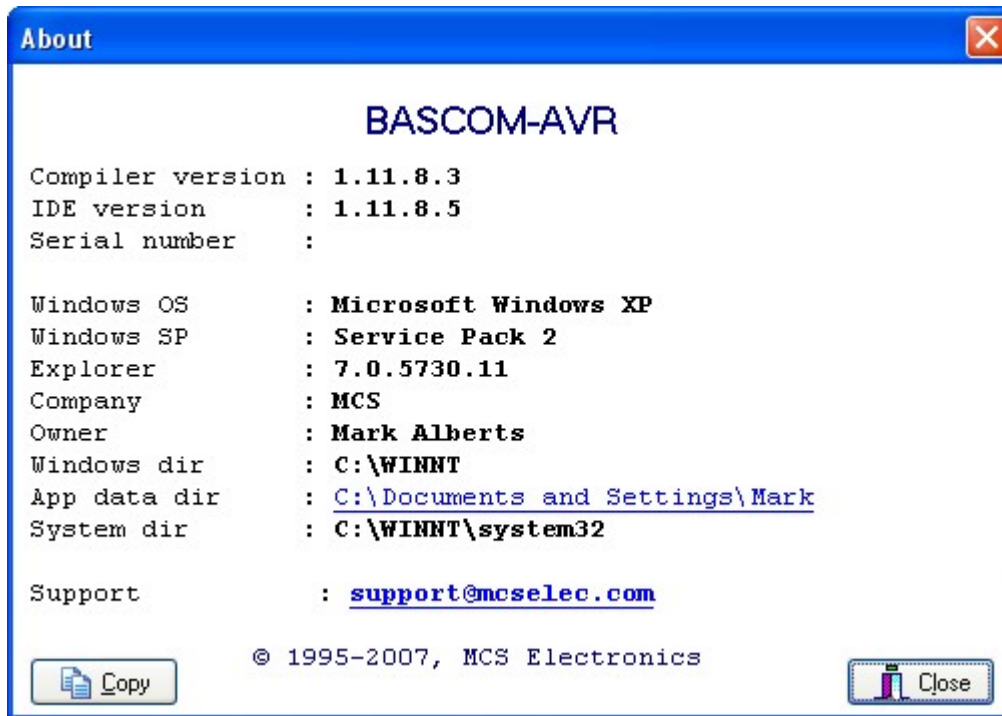 About
BASCOM-AVR
Compiler version : 1.11.8.3
IDE version : 1.11.8.5
Serial number :
Windows OS : Microsoft Windows XP
Windows SP : Service Pack 2
Explorer : 7.0.5730.11
Company : MCS
Owner : Mark Alberts
Windows dir : C:\WINNT
App data dir : C:\Documents and Settings\Mark
System dir : C:\WINNT\system32
Support : support@mcselec.com
© 1995-2007, MCS Electronics
Copy Close